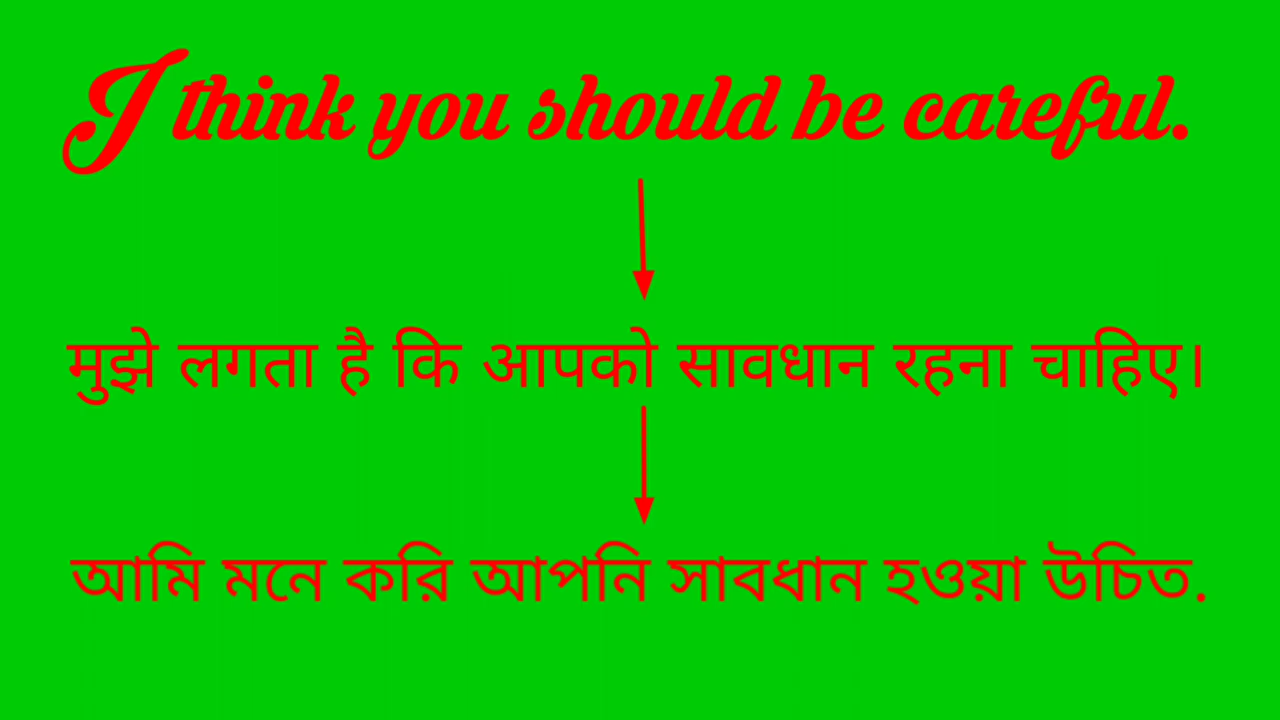 I think you should be careful.
मुझे लगता है कि आपको सावधान रहना चाहिए।
আমি মনে করি আপনি সাবধান হওয়া উচিত.